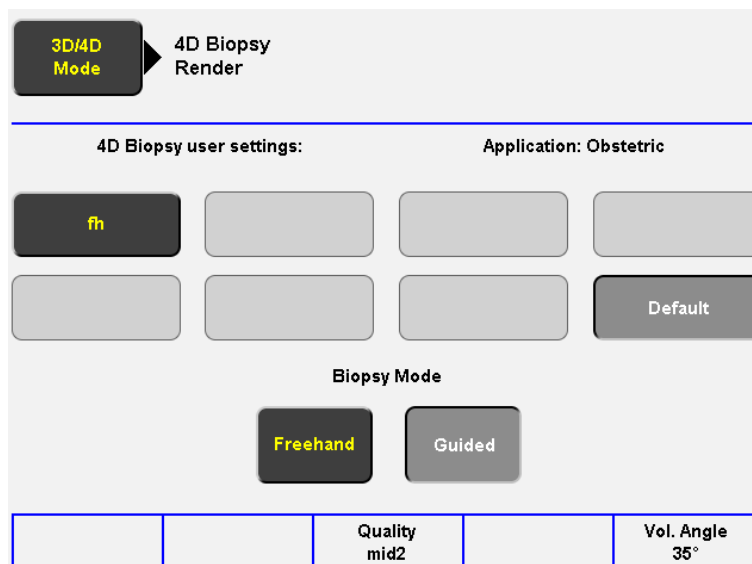 3D/4D
Mode
4D Biopsy
Render
4D Biopsy user settings:
Application: Obstetric
fh
Default
Biopsy Mode
Freehand
Guided
Quality
mid2
Vol. Angle
35°